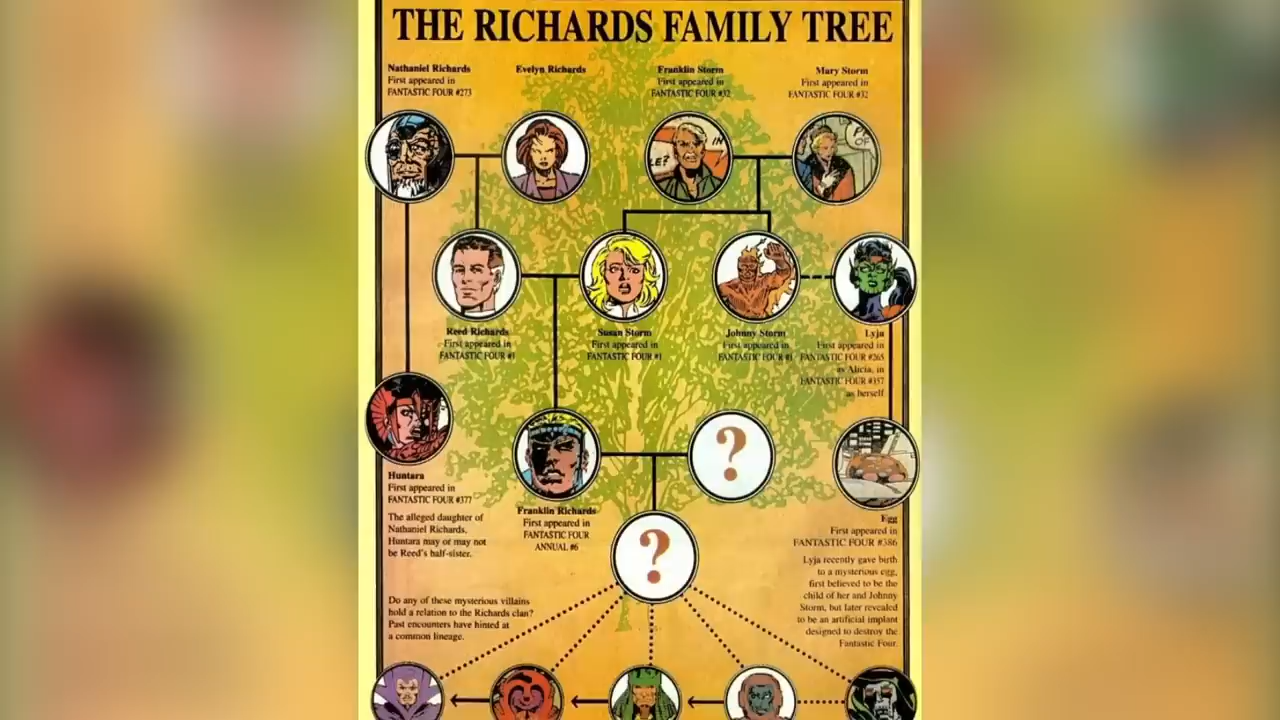 THE RICHARDS FAMILY TREE
Nathaniel Richards
First appeared in
FANTASTIC FOUR #273
Evelyn Richards
Franklin Storm
First appeared in
FANTASTIC FOUR #32
Mary Storm
First appeared in
FANTASTIC FOUR #32
LET
IN
OF
Reed Richards
First appeared in
FANTASTIC FOUR #1
Susan Storm
First appeared in
FANTASTIC FOUR #1
Johnny Storm
First appeared in
FANTASTIC FOUR #1
Lyja
First appeared in
FANTASTIC FOUR #265
as Alicia, in
FANTASTIC FOUR #357
as herself
?
Huntara
First appeared in
FANTASTIC FOUR #377
The alleged daughter of
Nathaniel Richards,
Huntara may or may not
be Reed's half-sister.
Franklin Richards
First appeared in
FANTASTIC FOUR
ANNUAL #6
?
Egg
First appeared in
FANTASTIC FOUR #386
Lyja recently gave birth
to a mysterious egg,
first believed to be the
child of her and Johnny
Storm, but later revealed
to be an artificial implant
designed to destroy the
Fantastic Four.
Do any of these mysterious villains
hold a relation to the Richards clan?
Past encounters have hinted at
a common lineage.